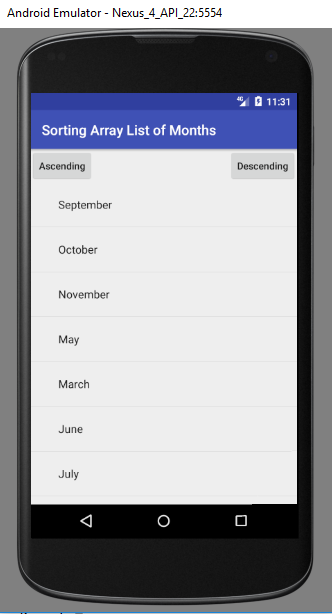 Android Emulator - Nexus_4_API_22:5554
4G 11:31
Sorting Array List of Months
Ascending Descending
September
October
November
May
March
June
July